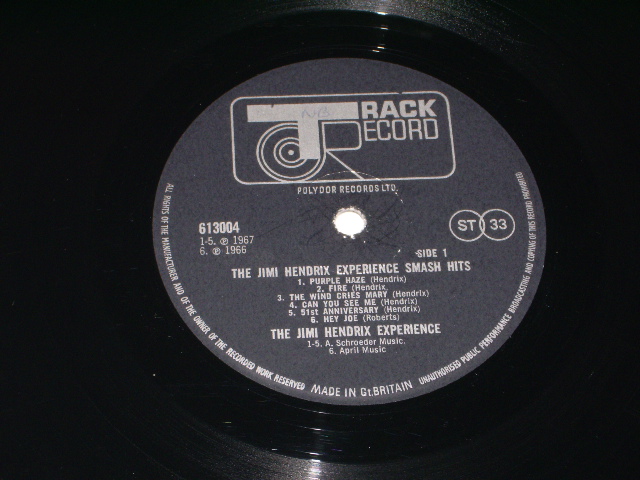 TRACK
RECORD
POLYDOR RECORDS LTD.
613004
1-5. ℗ 1967
6. ℗ 1966
ST 33
SIDE 1
THE JIMI HENDRIX EXPERIENCE SMASH HITS
1. PURPLE HAZE (Hendrix)
2. FIRE (Hendrix
3. THE WIND CRIES MARY (Hendrix)
4. CAN YOU SEE ME (Hendrix)
5. 51st ANNIVERSARY (Hendrix)
6. HEY JOE (Roberts)
THE JIMI HENDRIX EXPERIENCE
1-5. A. Schroeder Music.
6. April Music
ALL RIGHTS OF THE MANUFACTURER AND OF THE OWNER OF THE RECORDED WORK RESERVED
MADE IN Gt. BRITAIN
UNAUTHORISED PUBLIC PERFORMANCE BROADCASTING AND COPYING OF THIS RECORD PROHIBITED